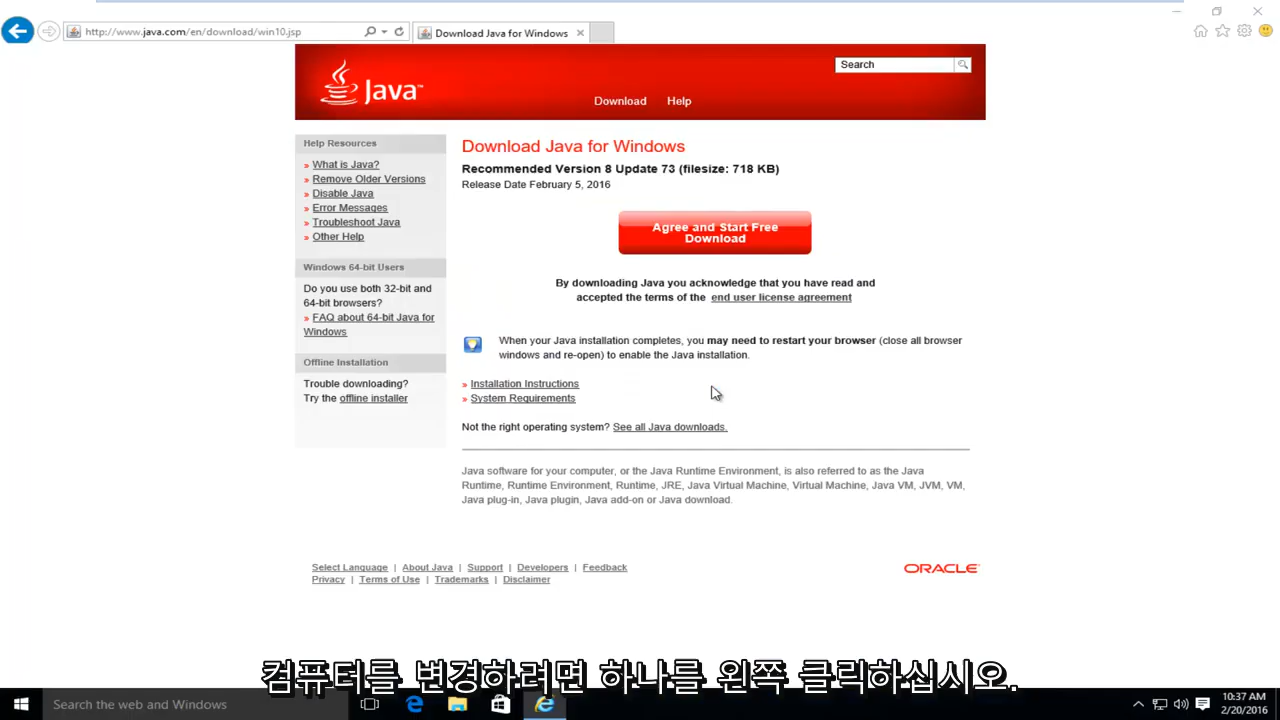 http://www.java.com/en/download/win10.jsp
Download Java for Windows
Java™
Search
Download Help
Help Resources
» What is Java?
» Remove Older Versions
» Disable Java
» Error Messages
» Troubleshoot Java
» Other Help
Windows 64-bit Users
Do you use both 32-bit and
64-bit browsers?
» FAQ about 64-bit Java for
Windows
Offline Installation
Trouble downloading?
Try the offline installer
Download Java for Windows
Recommended Version 8 Update 73 (filesize: 718 KB)
Release Date February 5, 2016
Agree and Start Free
Download
By downloading Java you acknowledge that you have read and
accepted the terms of the end user license agreement
When your Java installation completes, you may need to restart your browser (close all browser
windows and re-open) to enable the Java installation.
» Installation Instructions
» System Requirements
Not the right operating system? See all Java downloads.
Java software for your computer, or the Java Runtime Environment, is also referred to as the Java
Runtime, Runtime Environment, Runtime, JRE, Java Virtual Machine, Virtual Machine, Java VM, JVM, VM,
Java plug-in, Java plugin, Java add-on or Java download.
Select Language | About Java | Support | Developers | Feedback
Privacy | Terms of Use | Trademarks | Disclaimer
ORACLE
컴퓨터를 변경하려면 하나를 왼쪽 클릭하십시오.
Search the web and Windows
10:37 AM
2/20/2016